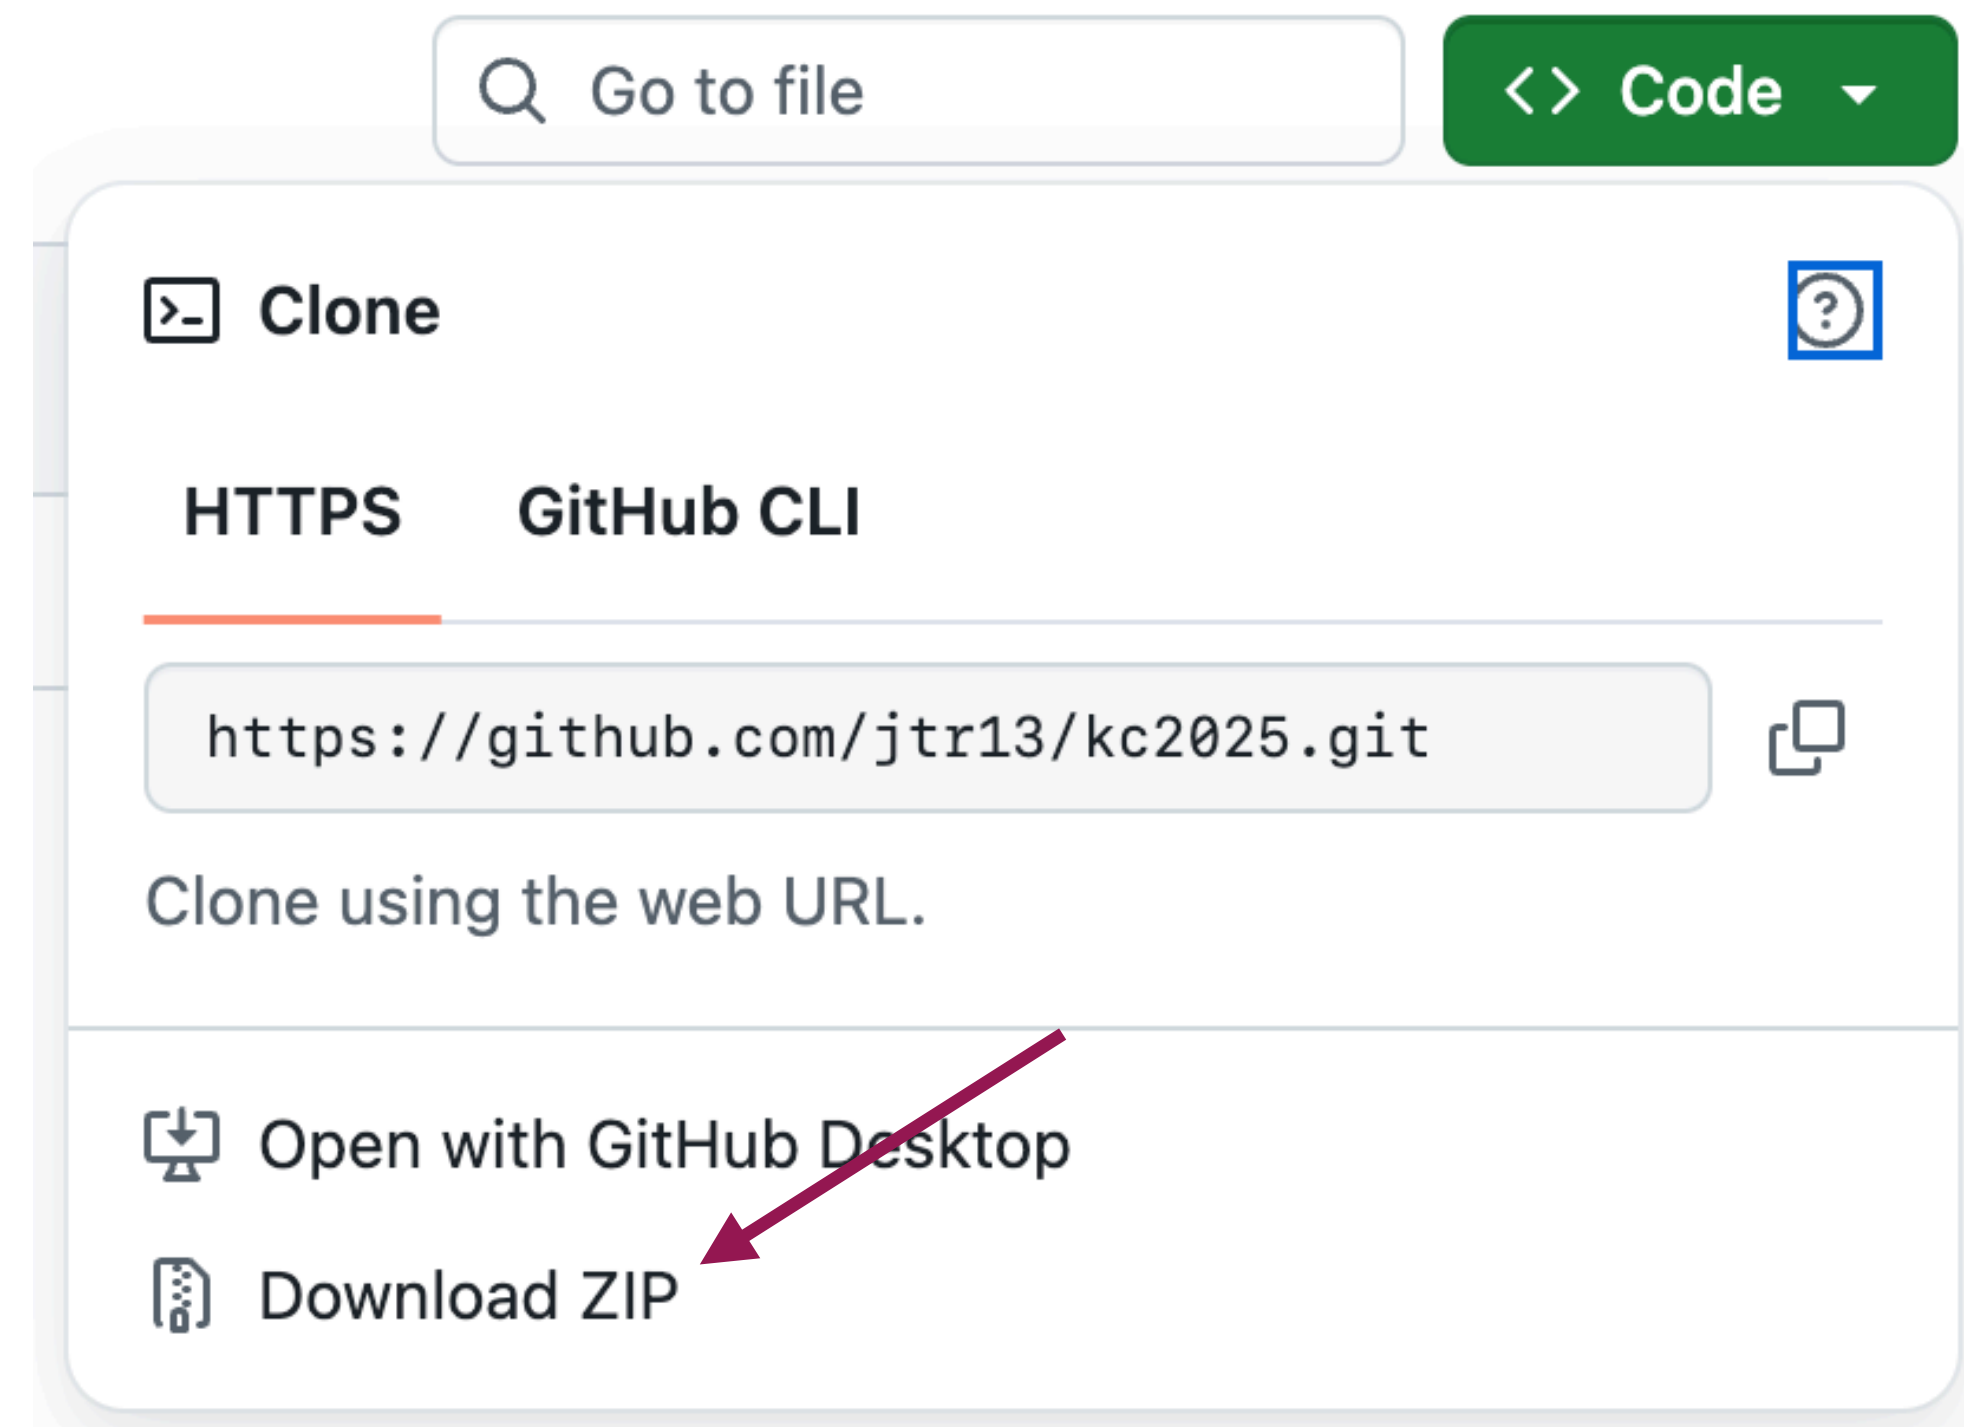 Go to file
Code
Clone
HTTPS GitHub CLI
https://github.com/jtr13/kc2025.git
Clone using the web URL.
Open with GitHub Desktop
Download ZIP